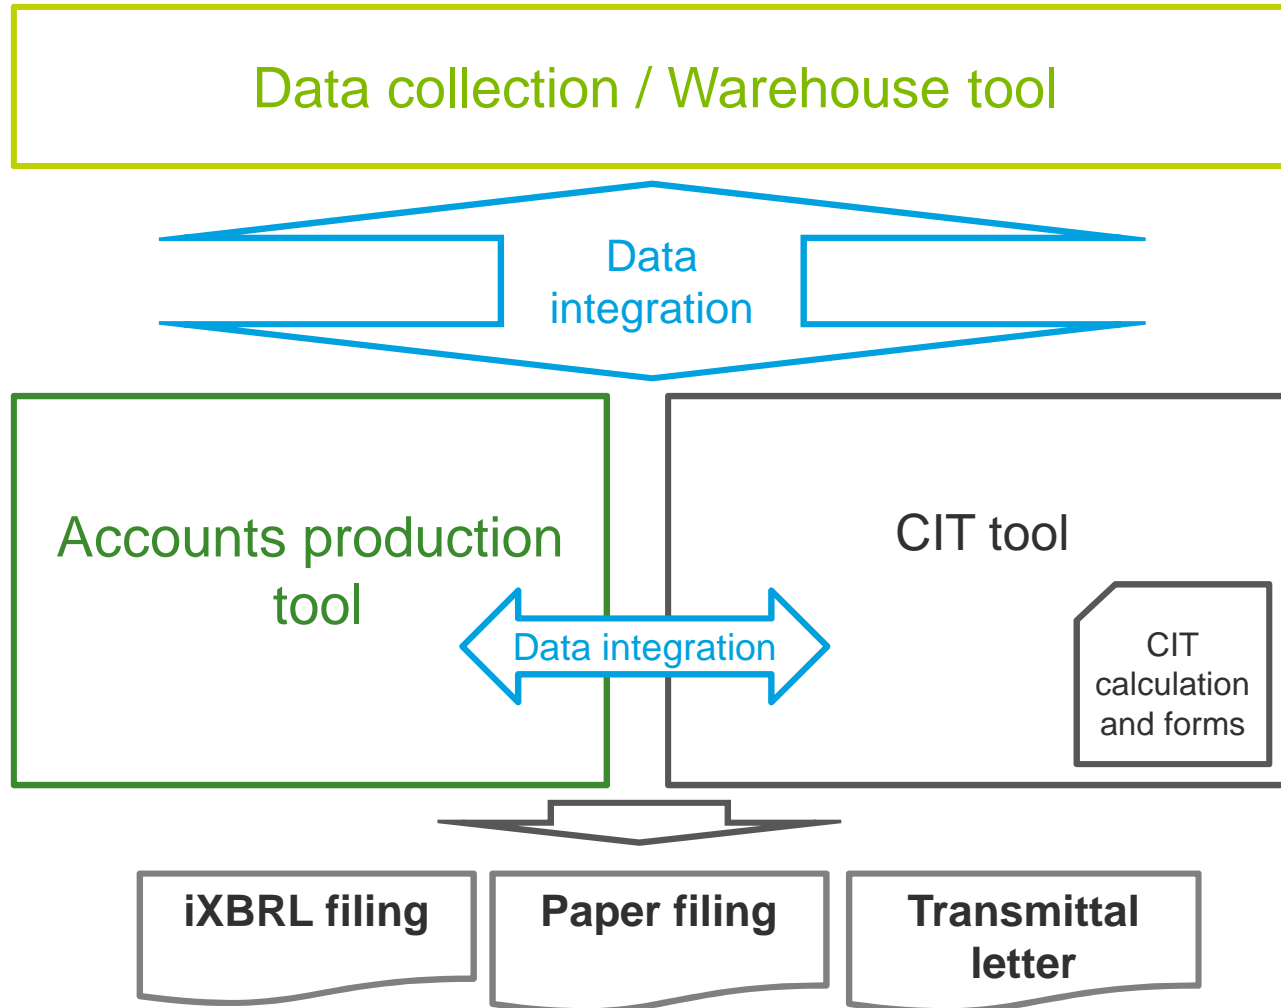 Data collection / Warehouse tool
Data
integration
Accounts production
tool
CIT tool
Data integration
CIT
calculation
and forms
iXBRL filing
Paper filing
Transmittal
letter